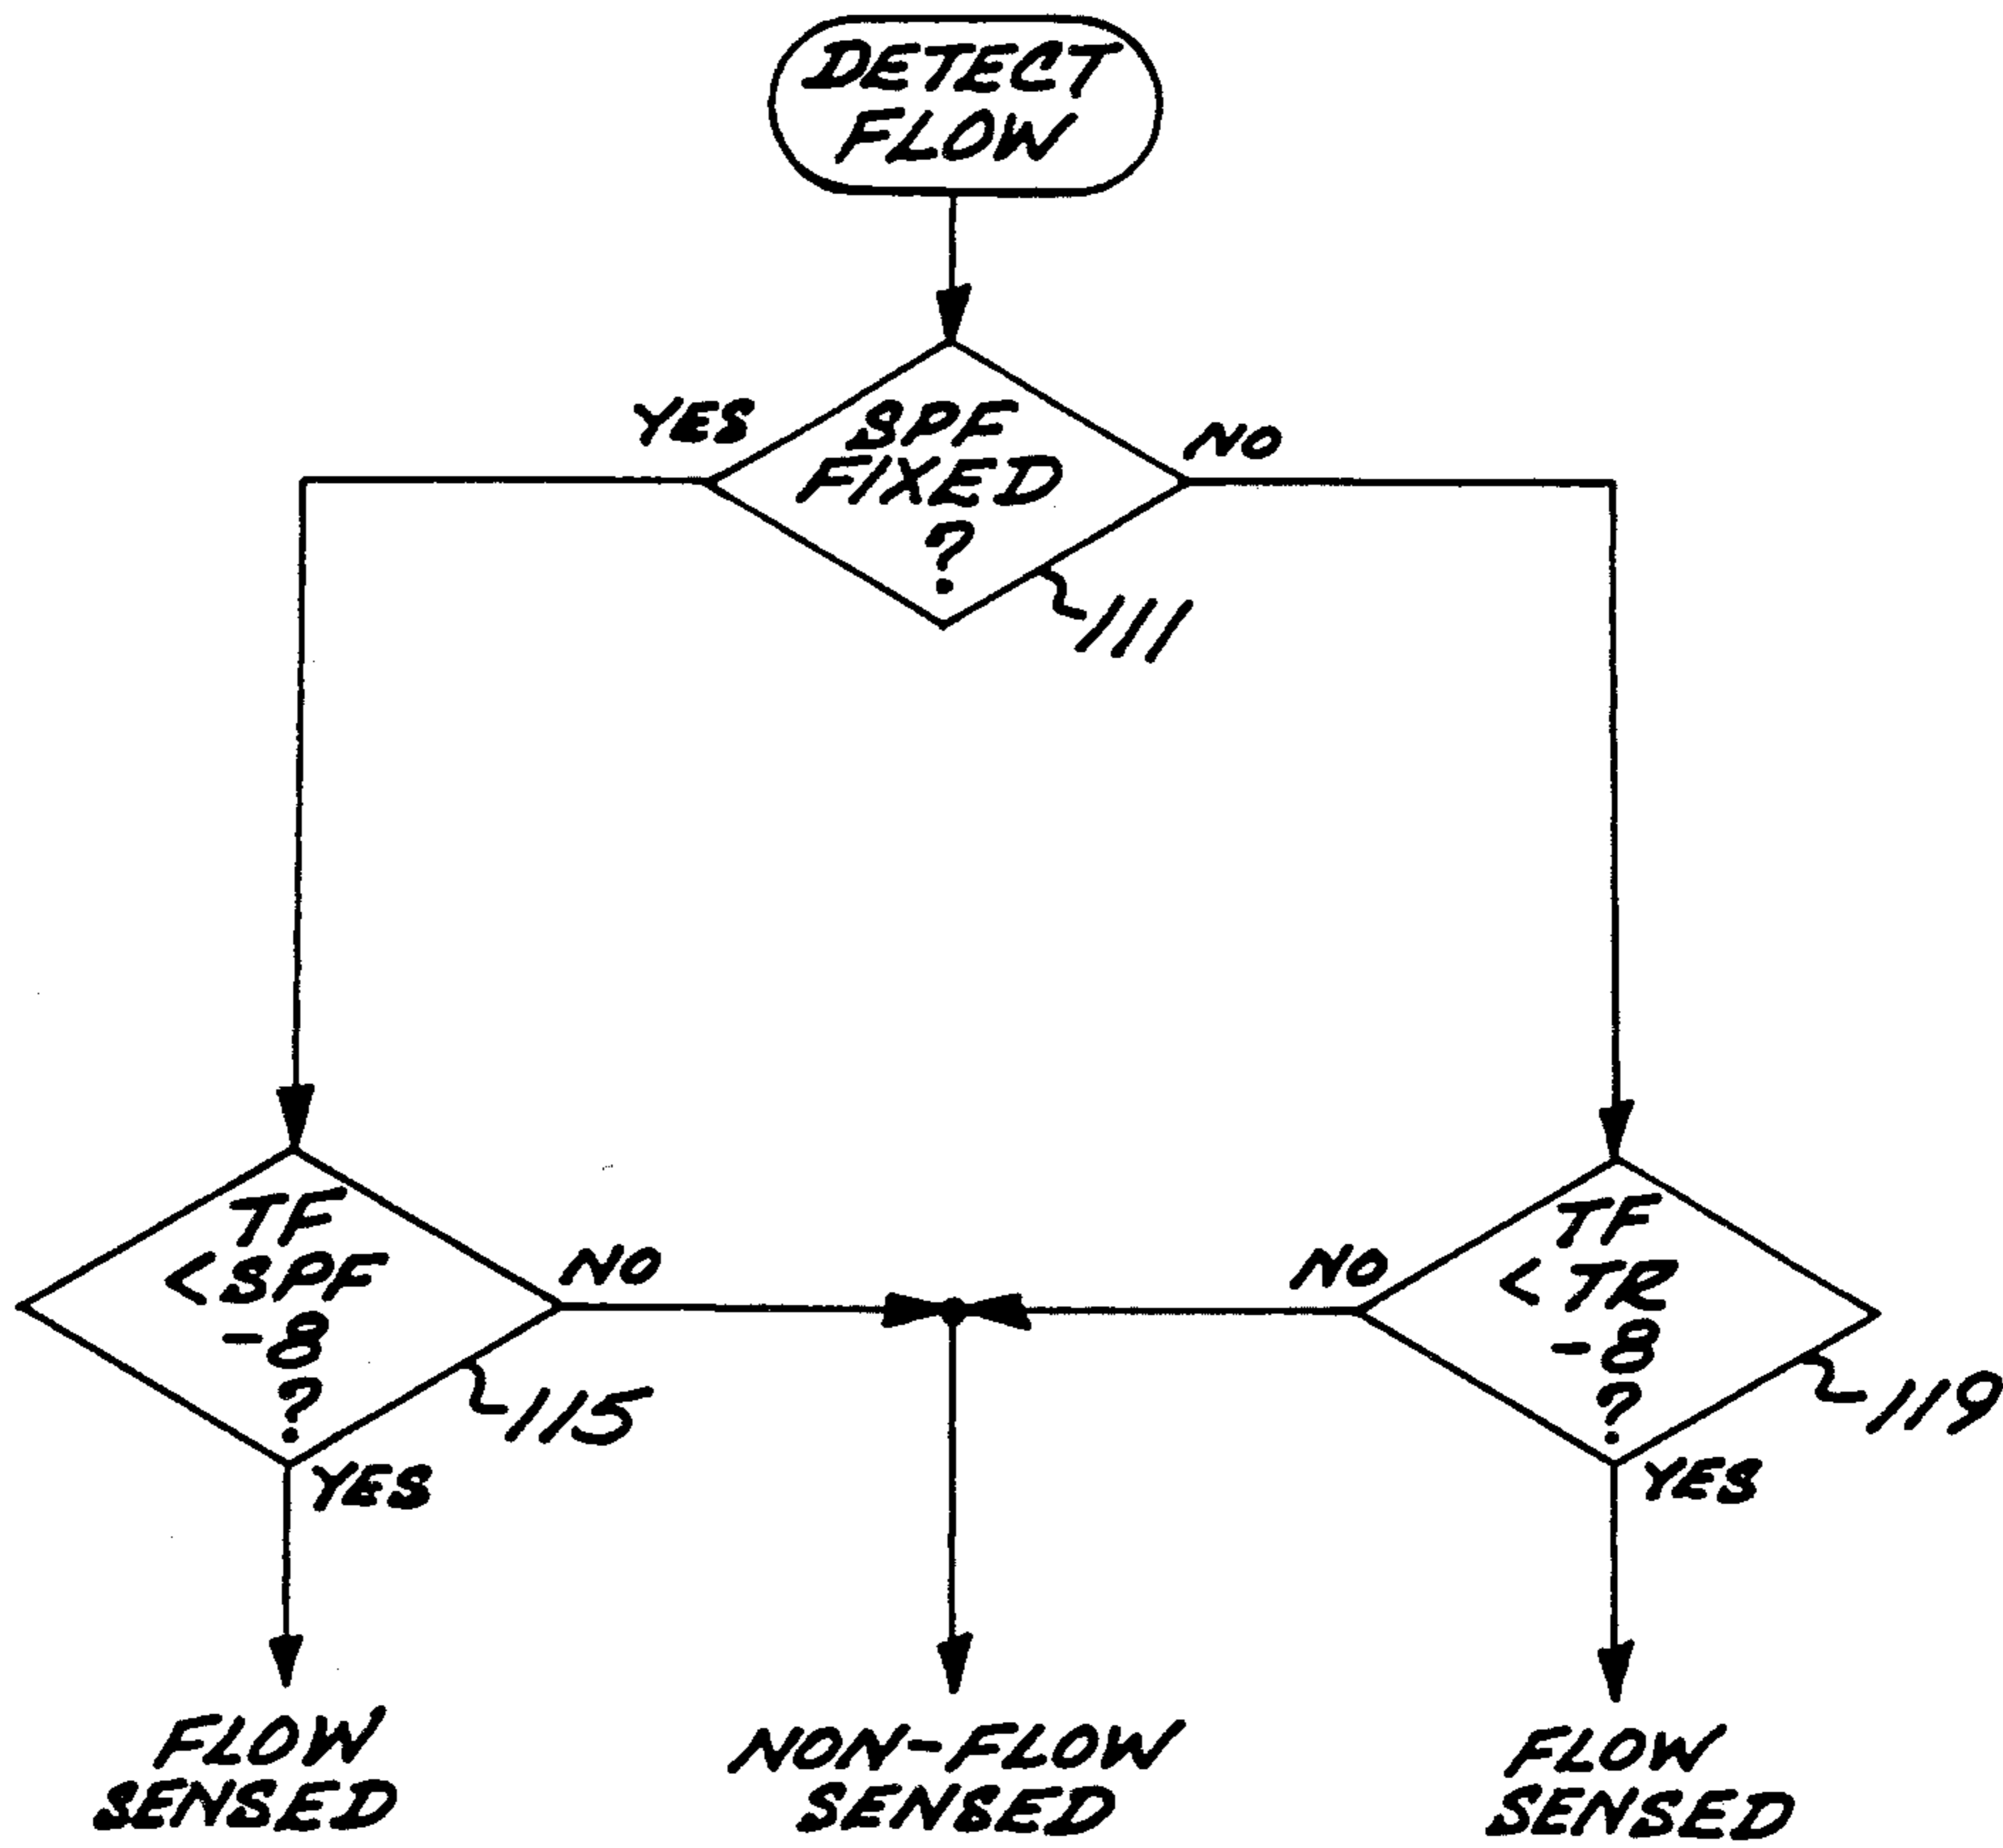 DETECT
FLOW
YES
SPF
FIXED
?
NO
111
TF
<SPF
-8
?
NO
115
YES
NO
TF
<TR
-8
?
119
YES
FLOW
SENSED
NON-FLOW
SENSED
FLOW
SENSED